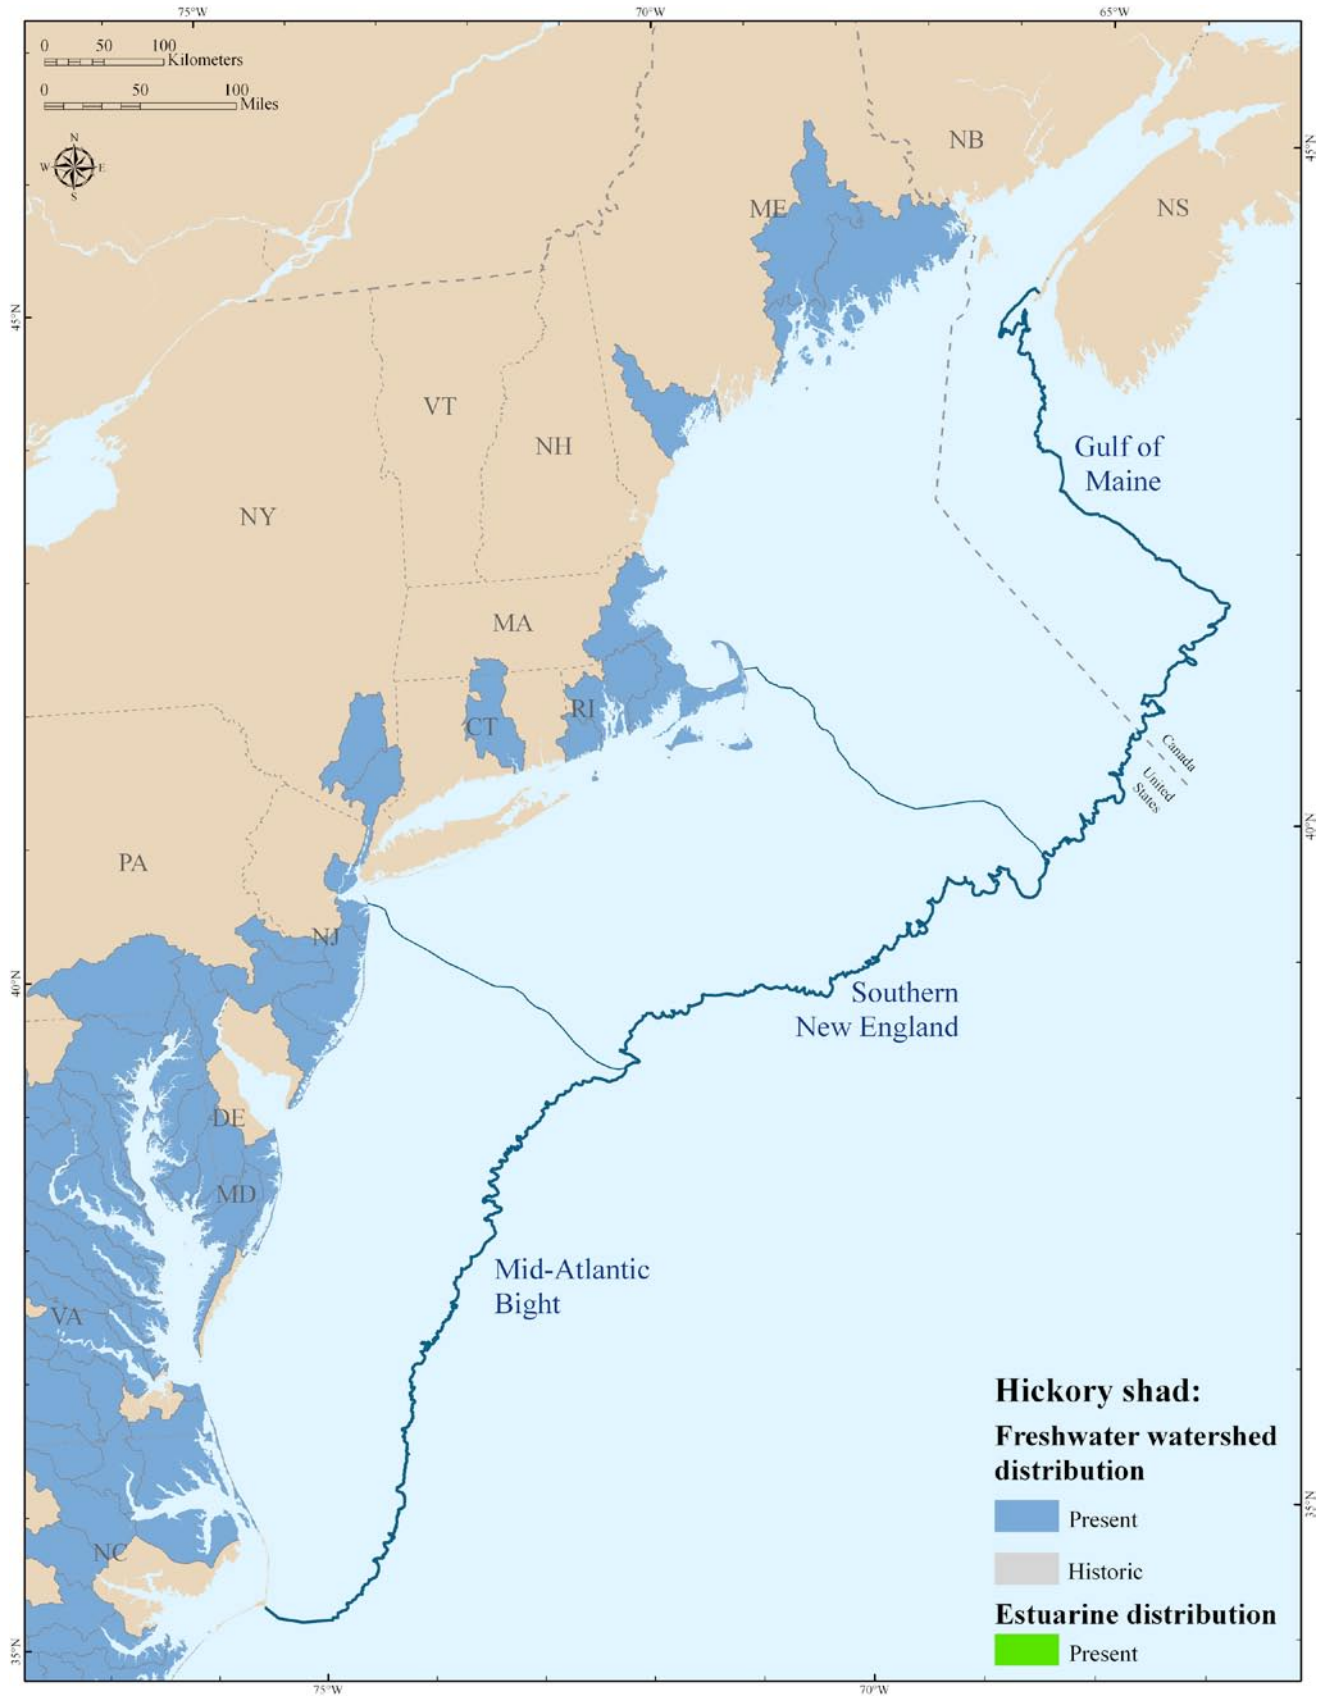 75°W
70°W
65°W
0 50 100
Kilometers
0 50 100
Miles
N
W E
S
45°N
45°N
NB
ME
NS
VT
NH
Gulf of
Maine
NY
MA
RI
CT
Canada
United
States
40°N
PA
NJ
40°N
Southern
New England
DE
MD
Mid-Atlantic
Bight
VA
Hickory shad:
Freshwater watershed
distribution
Present
35°N
NC
Historic
Estuarine distribution
Present
35°N
75°W
70°W